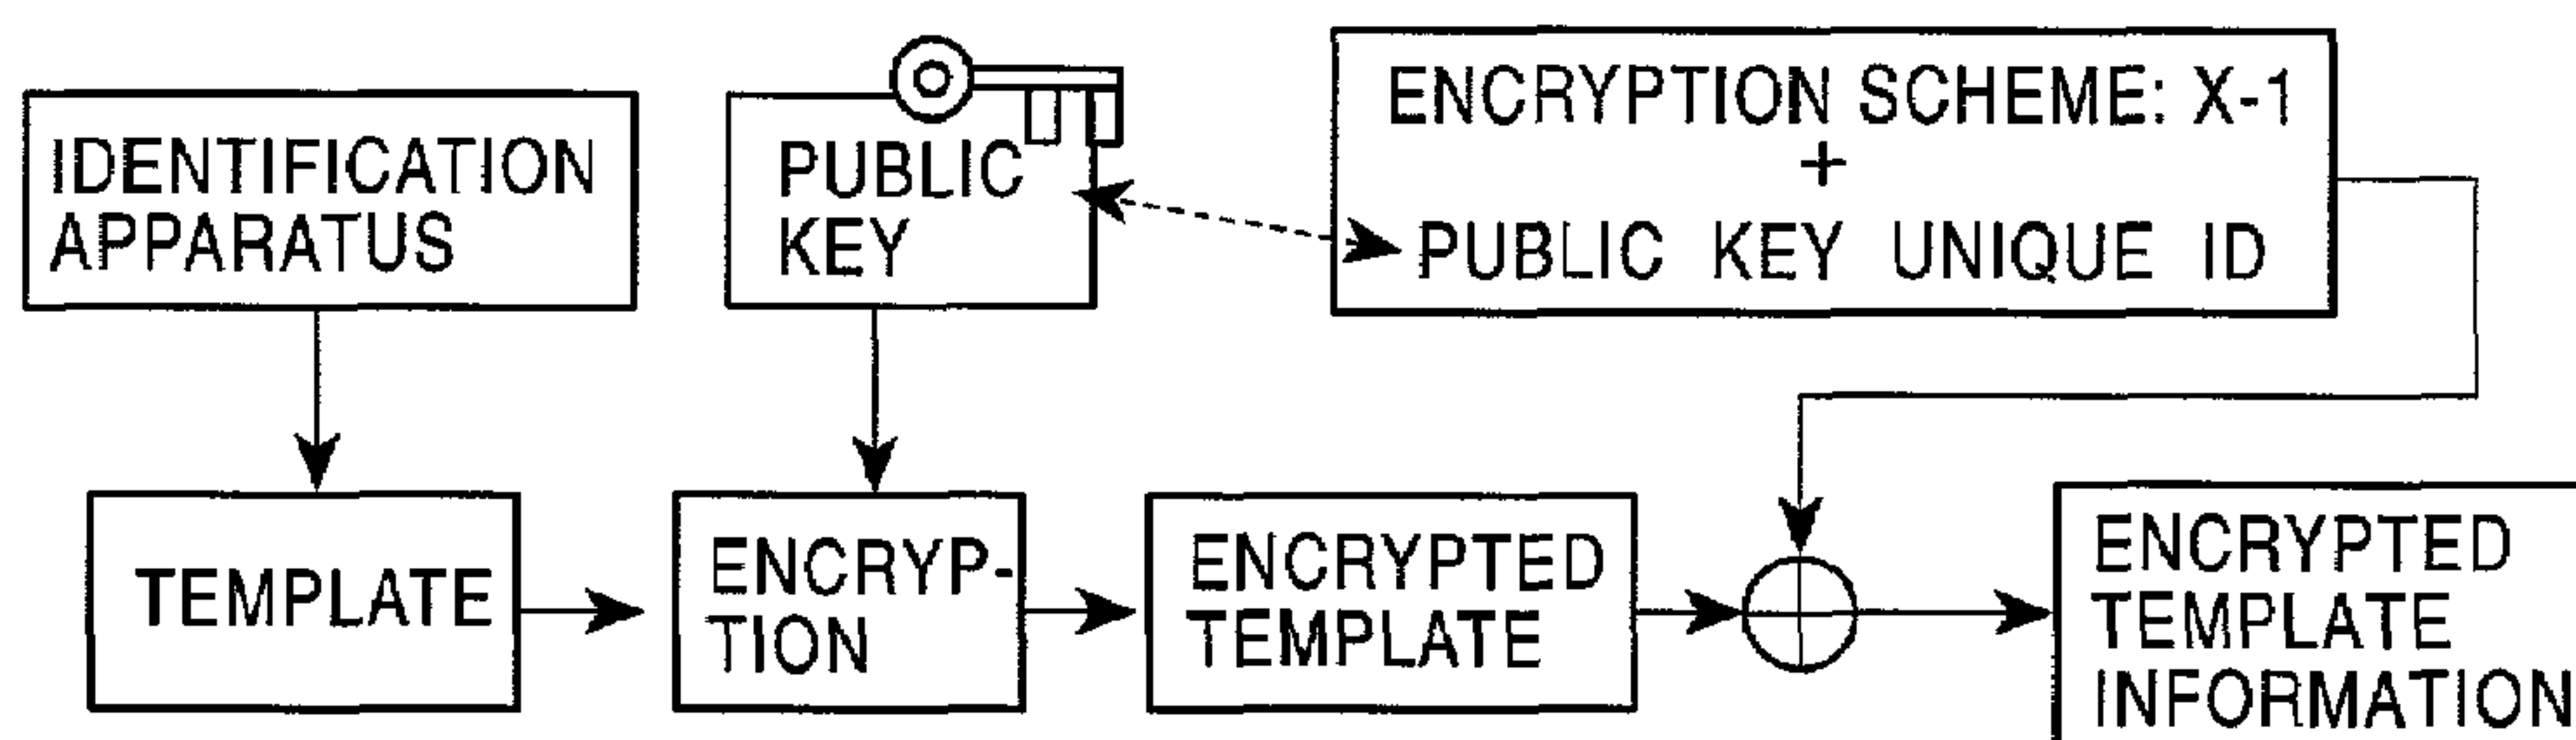 IDENTIFICATION
APPARATUS
PUBLIC
KEY
ENCRYPTION SCHEME: X-1
+
PUBLIC KEY UNIQUE ID
TEMPLATE
ENCRYP-
TION
ENCRYPTED
TEMPLATE
ENCRYPTED
TEMPLATE
INFORMATION